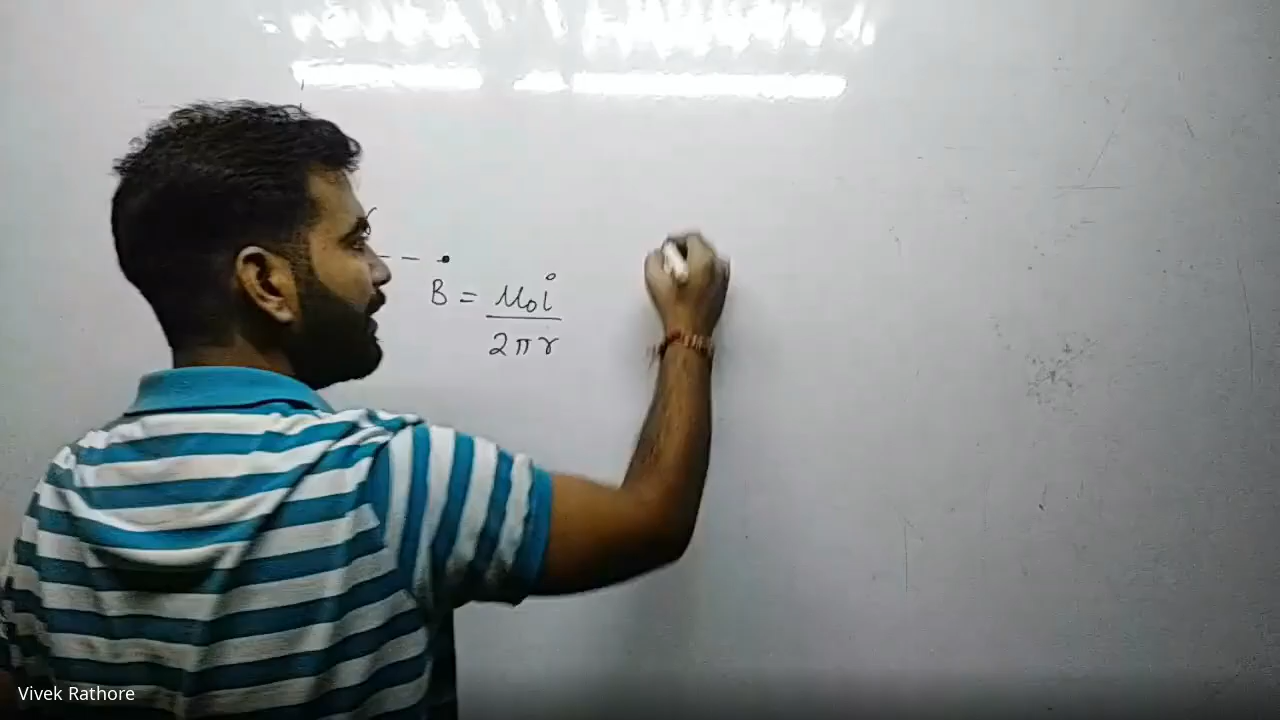 r
B = μ₀i
2πr
Vivek Rathore